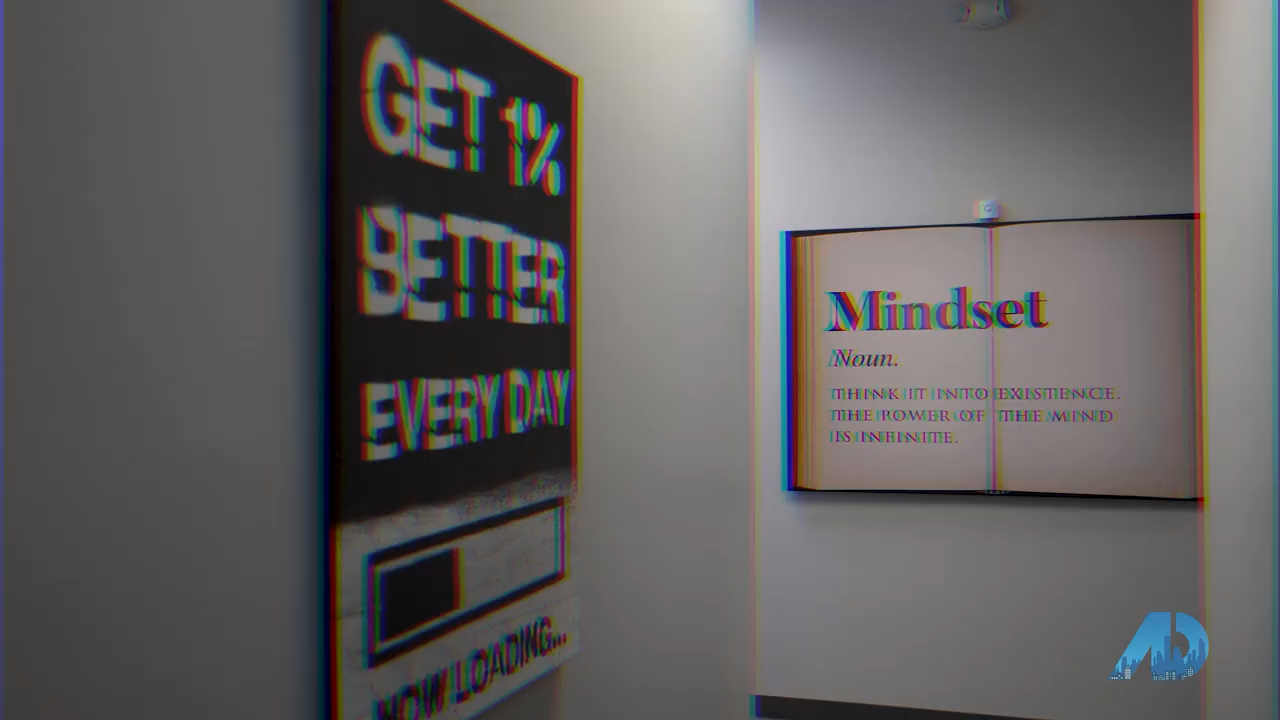 GET 1%
BETTER
EVERY DAY
NOW LOADING...
Mindset
Noun.
THINK IT INTO EXISTENCE.
THE POWER OF THE MIND
IS INFINITE.
AD